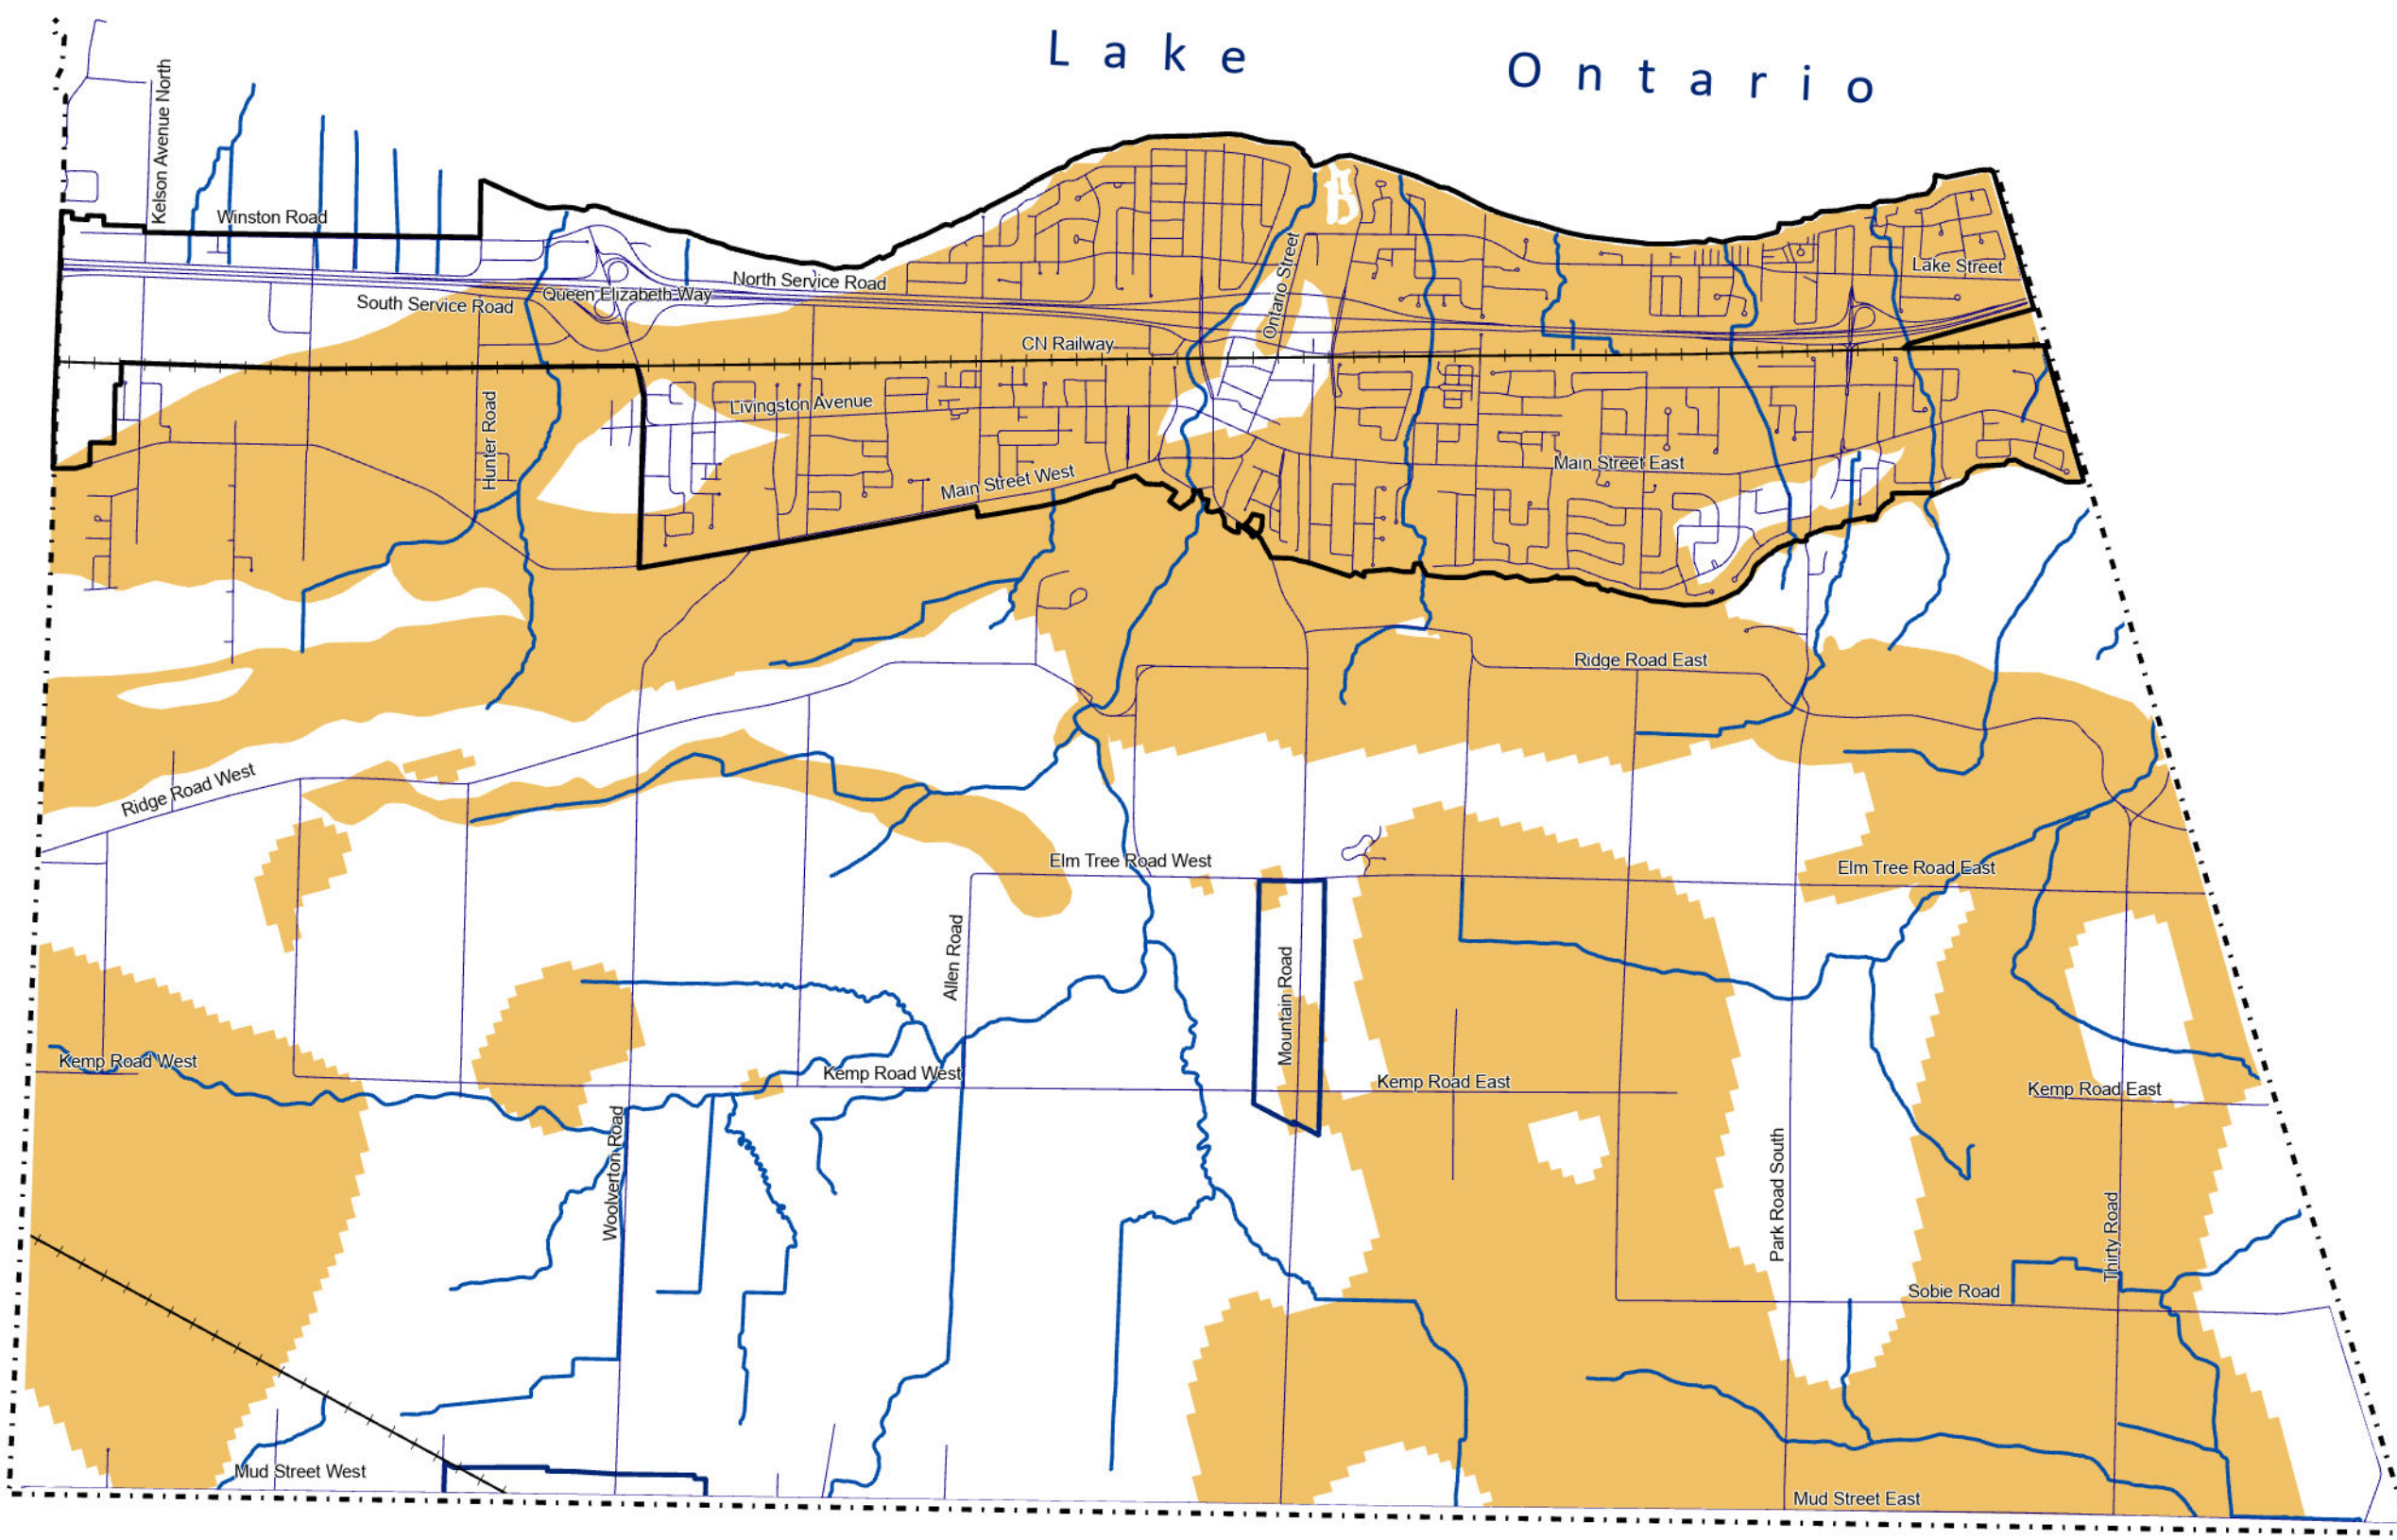 Lake Ontario
Kelson Avenue North
Winston Road
Lake Street
North Service Road
Queen Elizabeth Way
South Service Road
Ontario Street
CN Railway
Livingston Avenue
Hunter Road
Main Street East
Main Street West
Ridge Road East
Ridge Road West
Elm Tree Road West
Elm Tree Road East
Allen Road
Mountain Road
Kemp Road West
Kemp Road West
Kemp Road East
Kemp Road East
Woolverton Road
Park Road South
Thirty Road
Sobie Road
Mud Street West
Mud Street East